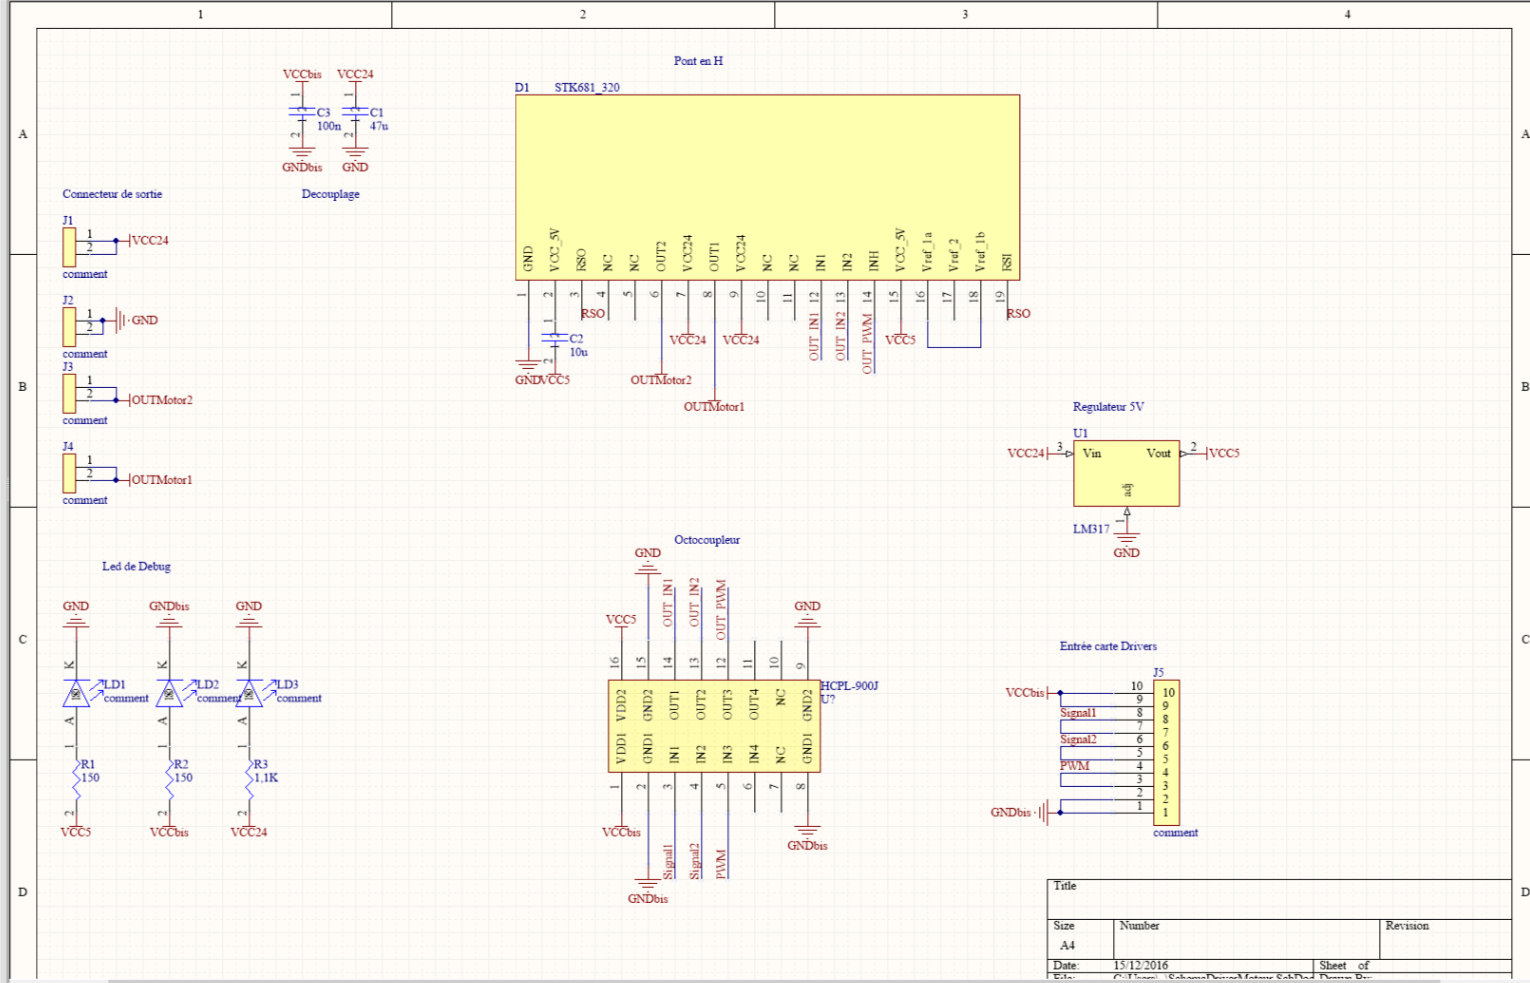 1 2 3 4
A A
B B
C C
D D
Pont en H
D1 STK681_320
GND VCC_5V RSO NC NC OUT2 VCC24 OUT1 VCC24 NC NC IN1 IN2 INH VCC_5V Vref_1a Vref_2 Vref_1b RSI
1 2 3 4 5 6 7 8 9 10 11 12 13 14 15 16 17 18 19
RSO
RSO
1
2
C2
10u
GND
VCC5
OUTMotor2
VCC24
VCC24
OUTMotor1
OUT_IN1
OUT_IN2
OUT_PWM
VCC5
VCCbis VCC24
1 1
C3 C1
100n 47u
2 2
GNDbis GND
Decouplage
Connecteur de sortie
J1
1
2
VCC24
comment
J2
1
2
GND
comment
J3
1
2
OUTMotor2
comment
J4
1
2
OUTMotor1
comment
Regulateur 5V
U1
VCC24 3 Vin Vout 2 VCC5
adj
1
LM317
GND
Led de Debug
GND GNDbis GND
K K K
LD1 LD2 LD3
comment comment comment
A A A
1 1 1
R1 R2 R3
150 150 1,1K
2 2 2
VCC5 VCCbis VCC24
Octocoupleur
GND
OUT_IN1 OUT_IN2 OUT_PWM
VCC5
GND
16 15 14 13 12 11 10 9
VDD2 GND2 OUT1 OUT2 OUT3 OUT4 NC GND2
HCPL-900J
U?
VDD1 GND1 IN1 IN2 IN3 IN4 NC GND1
1 2 3 4 5 6 7 8
VCCbis
Signal1 Signal2 PWM
GNDbis
GNDbis
Entrée carte Drivers
J5
VCCbis
10 10
9 9
Signal1 8 8
7 7
Signal2 6 6
5 5
PWM 4 4
3 3
2 2
GNDbis 1 1
comment
Title
Size Number Revision
A4
Date: 15/12/2016 Sheet of
File: C:\Users\..\SchemaDriverMoteur.SchDoc Drawn By: